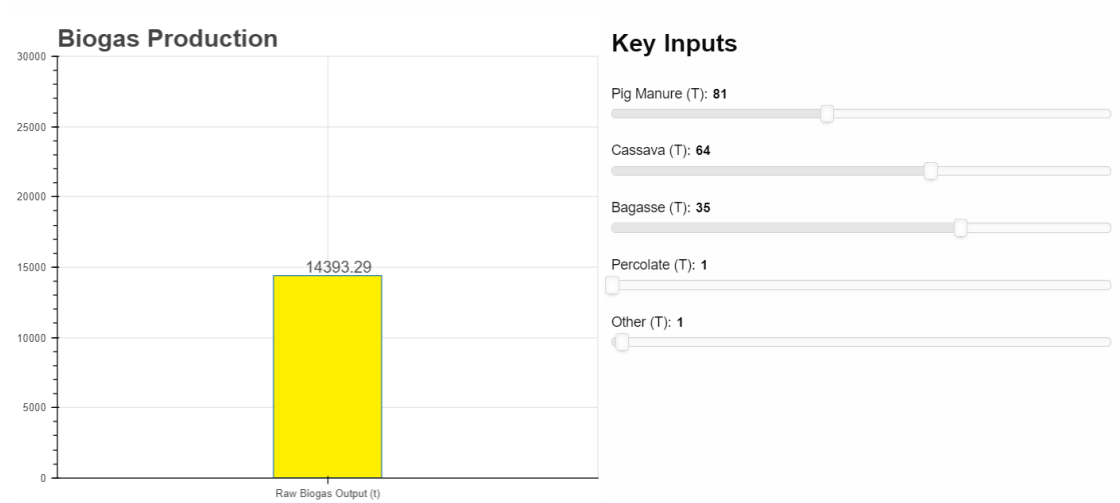 Biogas Production
30000
25000
20000
15000
10000
5000
0
14393.29
Raw Biogas Output (t)
Key Inputs
Pig Manure (T): 81
Cassava (T): 64
Bagasse (T): 35
Percolate (T): 1
Other (T): 1